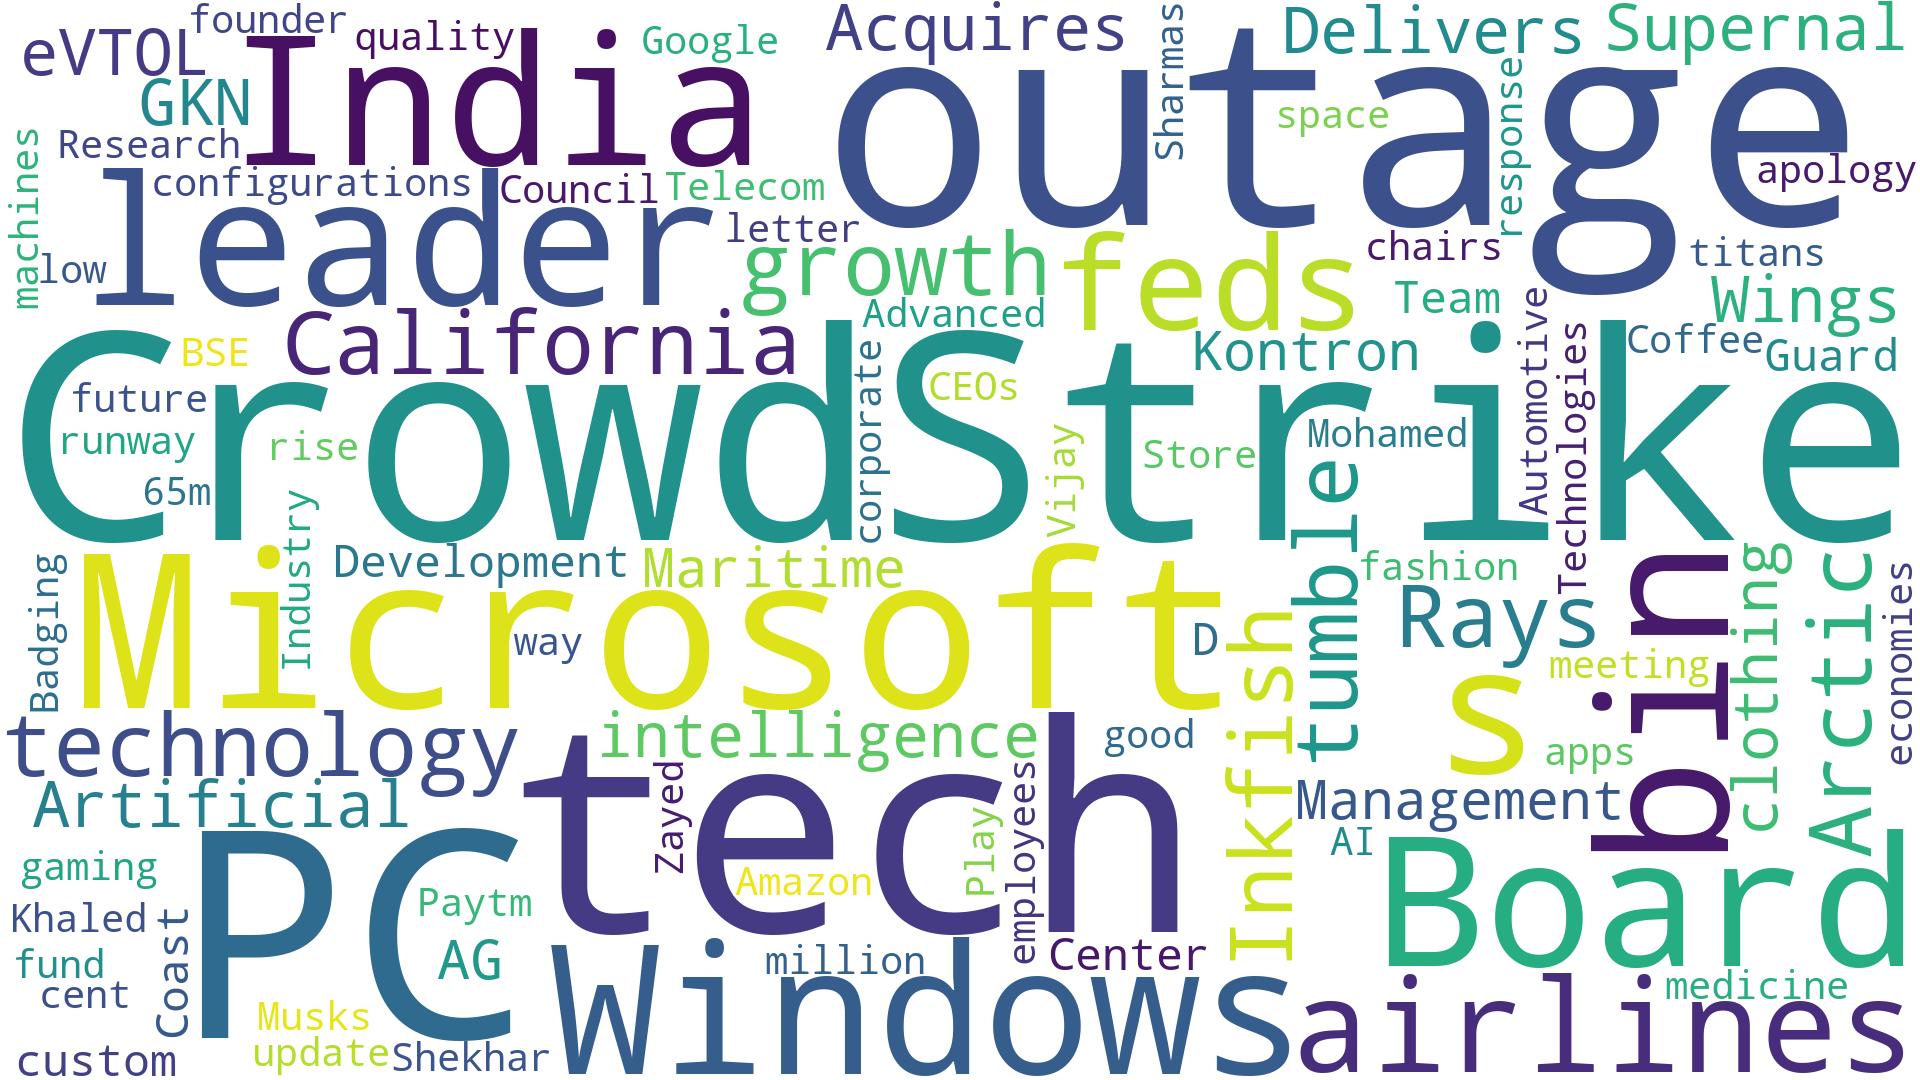 founder
eVTOL
India
quality
Google
Acquires
outage
Sharmas
Delivers
Supernal
GKN
space
response
Research
machines
configurations
Council
Telecom
apology
leader
letter
low
growth
feds
chairs
titans
Advanced
Team
Wings
California
BSE
CrowdStrike
corporate
CEOs
Kontron
Automotive
Technologies
Coffee
Guard
future
runway
rise
Vijay
Store
Mohamed
65m
Industry
tumble
Badging
Microsoft
Development
Maritime
fashion
bin
clothing
Arctic
economies
way
D
Inkfish
Rays
meeting
s
technology
tech
intelligence
good
apps
Artificial
Zayed
employees
Management
PC
AI
Board
gaming
Amazon
Play
Khaled
Paytm
Coast
AG
fund
cent
Windows
million
Center
airlines
medicine
Musks
update
Shekhar
custom